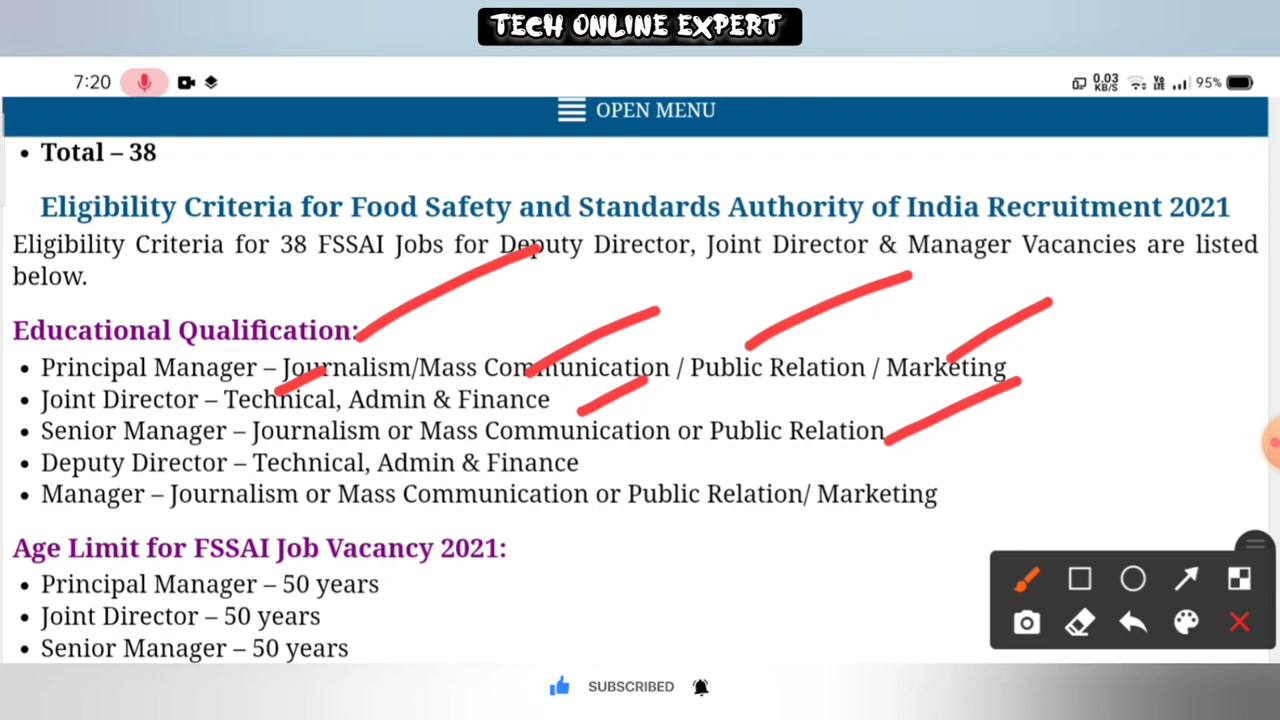 TECH ONLINE EXPERT
7:20
0.03 KB/S
Vo LTE
95%
OPEN MENU
• Total – 38
Eligibility Criteria for Food Safety and Standards Authority of India Recruitment 2021
Eligibility Criteria for 38 FSSAI Jobs for Deputy Director, Joint Director & Manager Vacancies are listed
below.
Educational Qualification:
• Principal Manager – Journalism/Mass Communication / Public Relation / Marketing
• Joint Director – Technical, Admin & Finance
• Senior Manager – Journalism or Mass Communication or Public Relation
• Deputy Director – Technical, Admin & Finance
• Manager – Journalism or Mass Communication or Public Relation/ Marketing
Age Limit for FSSAI Job Vacancy 2021:
• Principal Manager – 50 years
• Joint Director – 50 years
• Senior Manager – 50 years
SUBSCRIBED